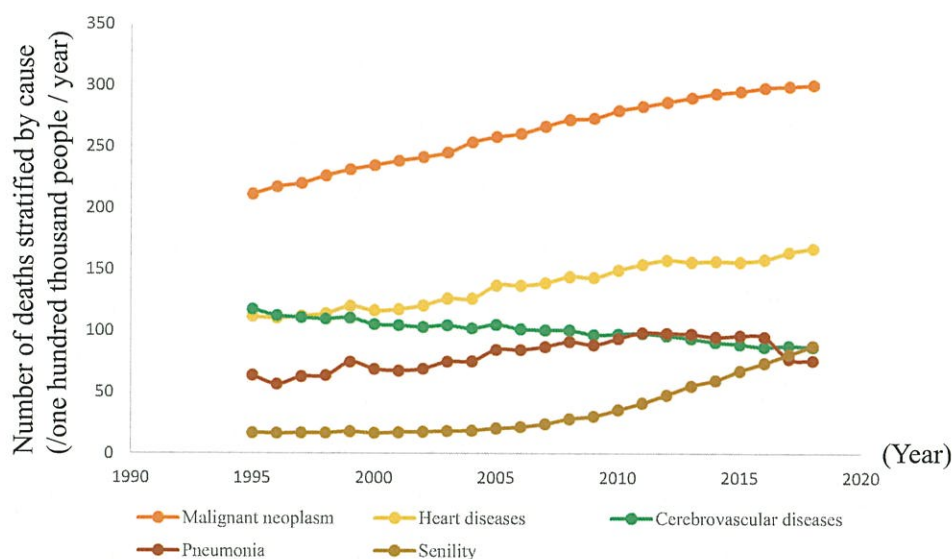 Number of deaths stratified by cause
(/one hundred thousand people / year)
350
300
250
200
150
100
50
0
1990
1995
2000
2005
2010
2015
2020
(Year)
Malignant neoplasm
Heart diseases
Cerebrovascular diseases
Pneumonia
Senility